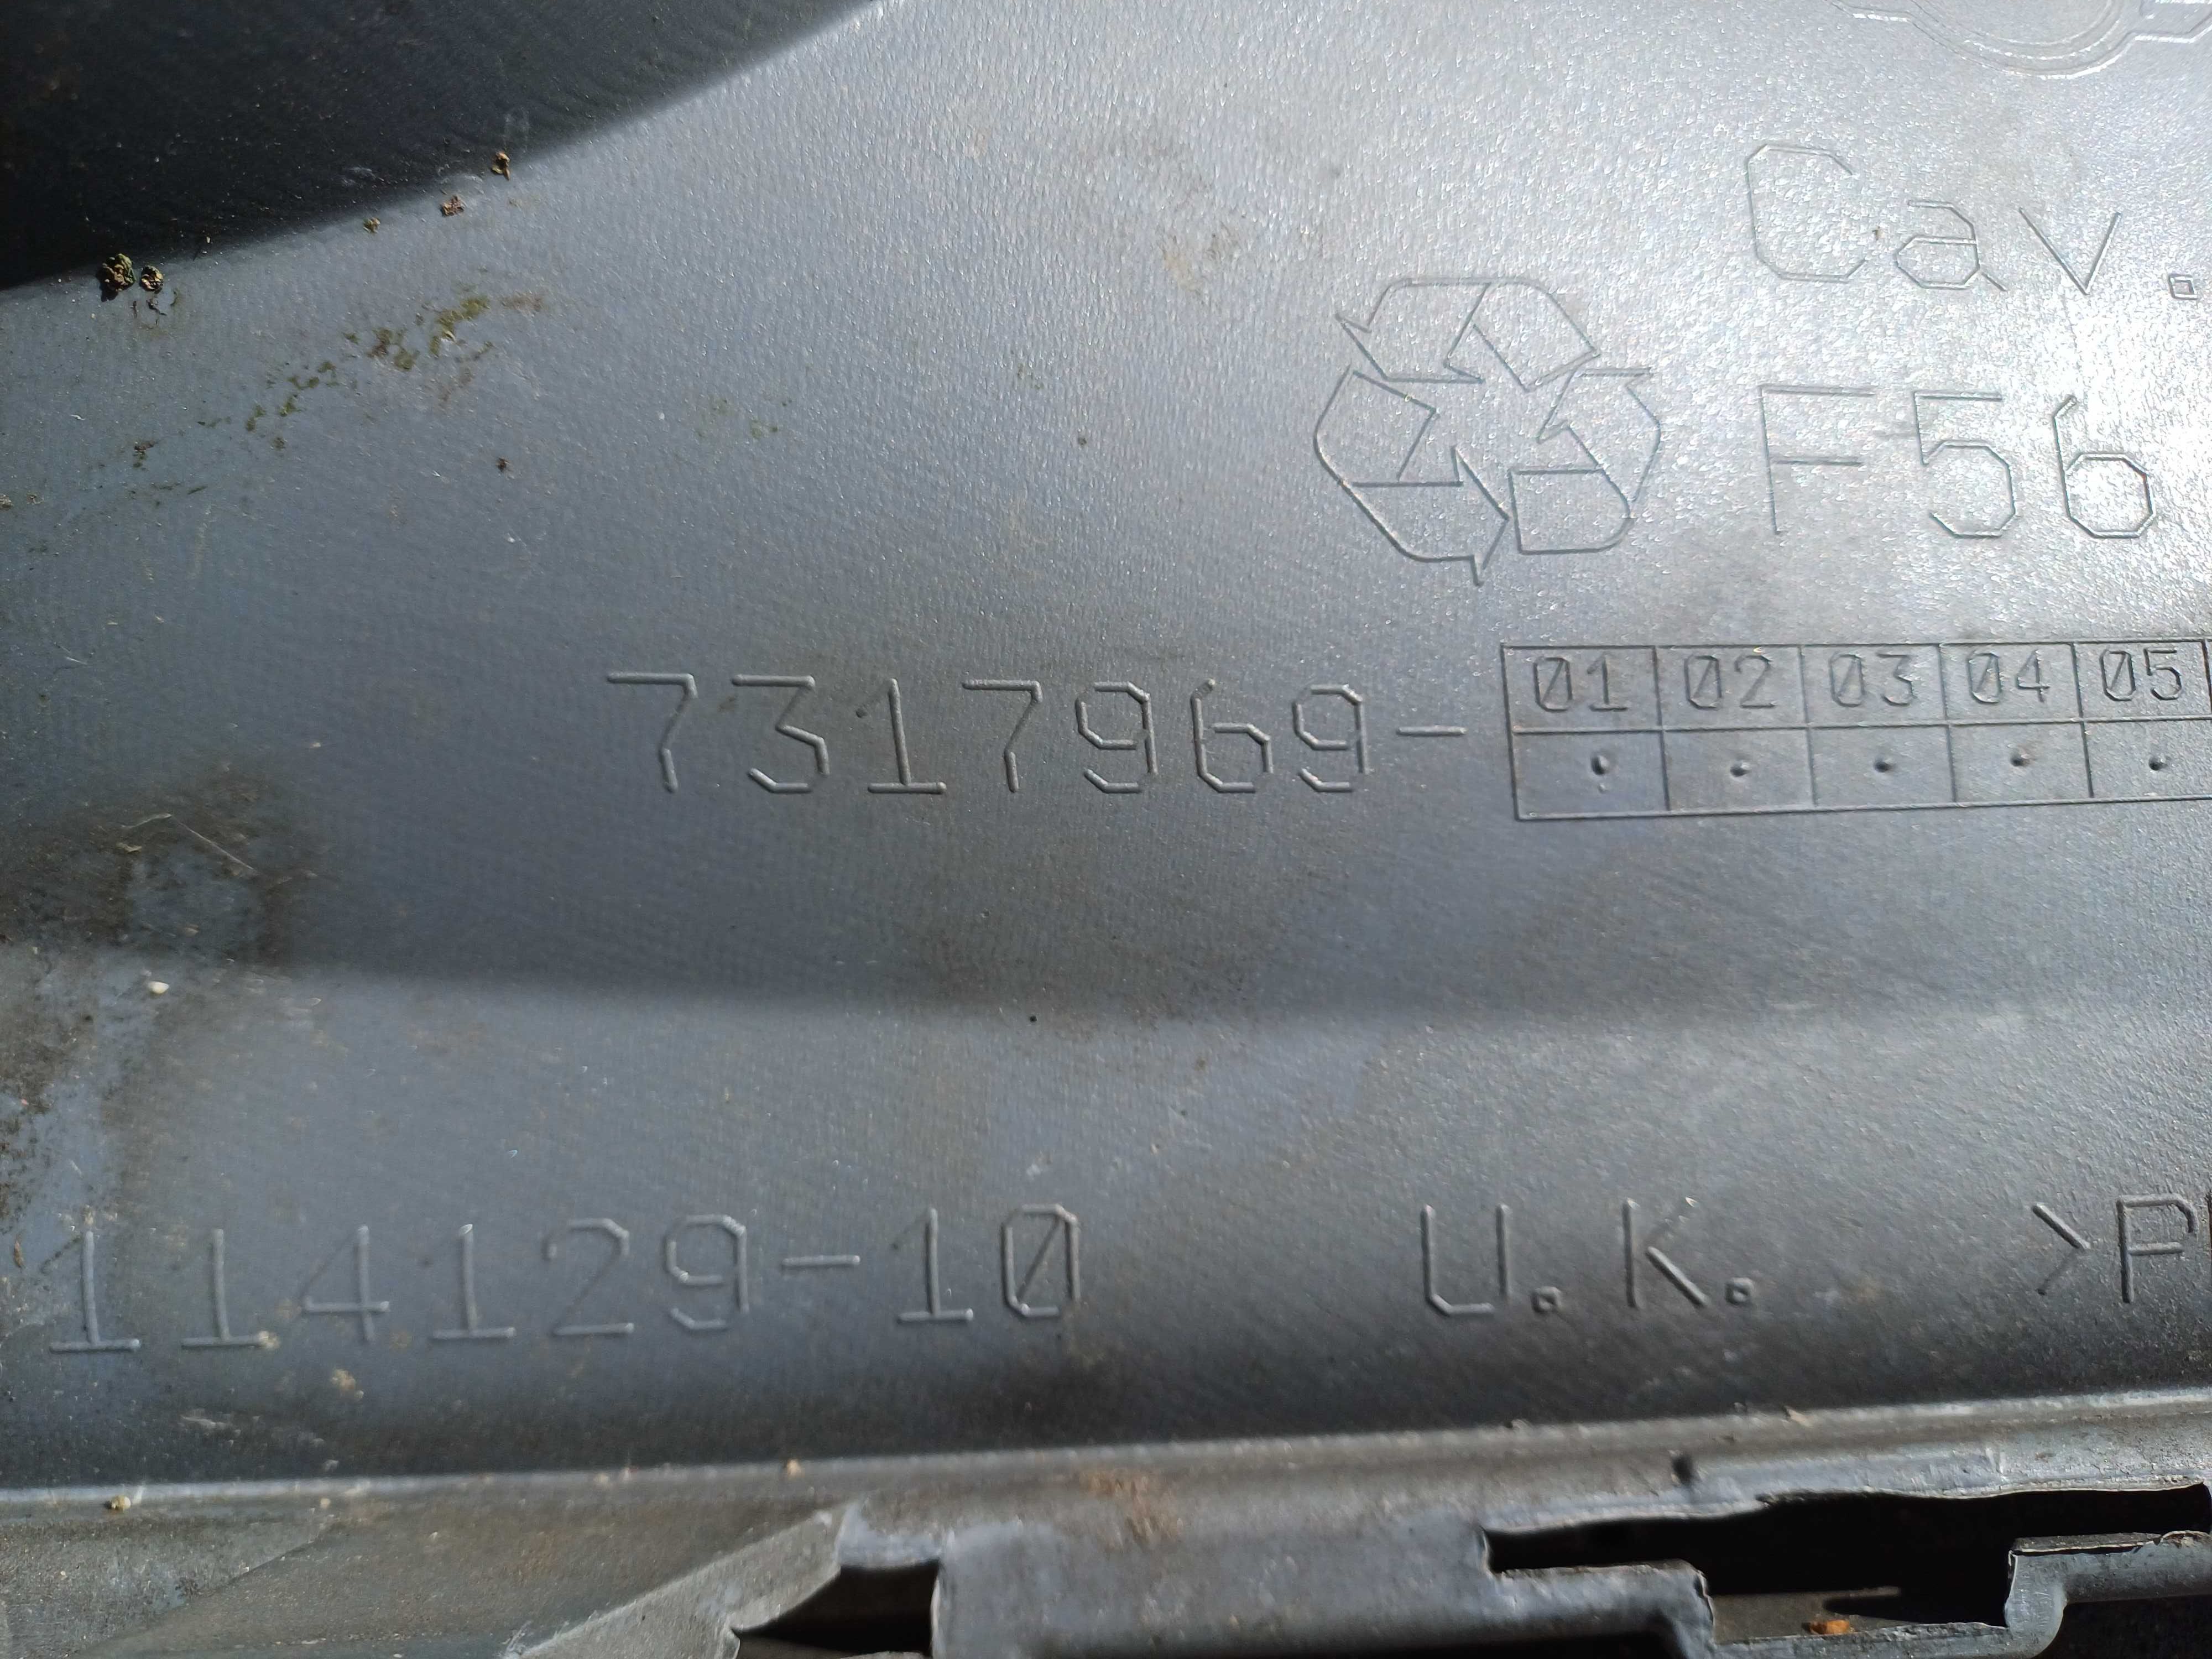 Cav.
F56
7317969- 01 02 03 04 05
114129-10 U.K. >P